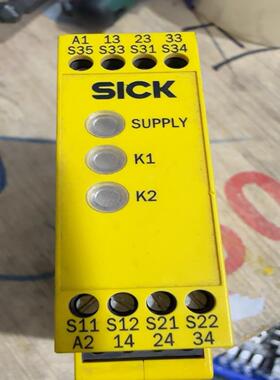 A1 13 23 33
S35 S33 S31 S34
SICK
SUPPLY
K1
K2
S11 S12 S21 S22
A2 14 24 34